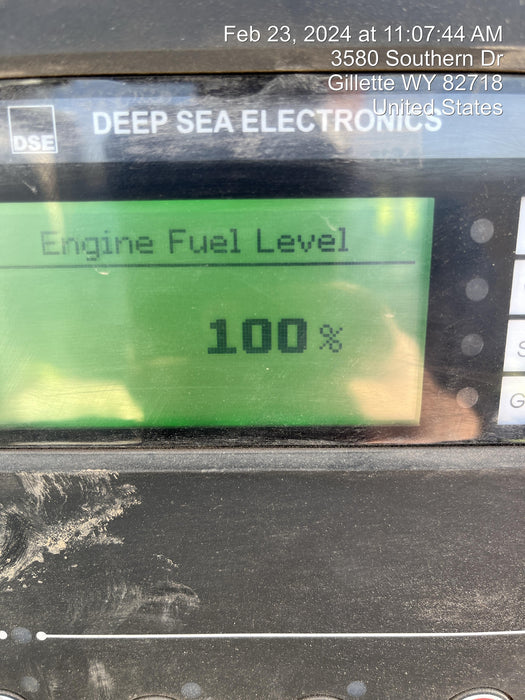 Feb 23, 2024 at 11:07:44 AM
3580 Southern Dr
Gillette WY 82718
United States
DSE
DEEP SEA ELECTRONICS
Engine Fuel Level
100 %
S
G